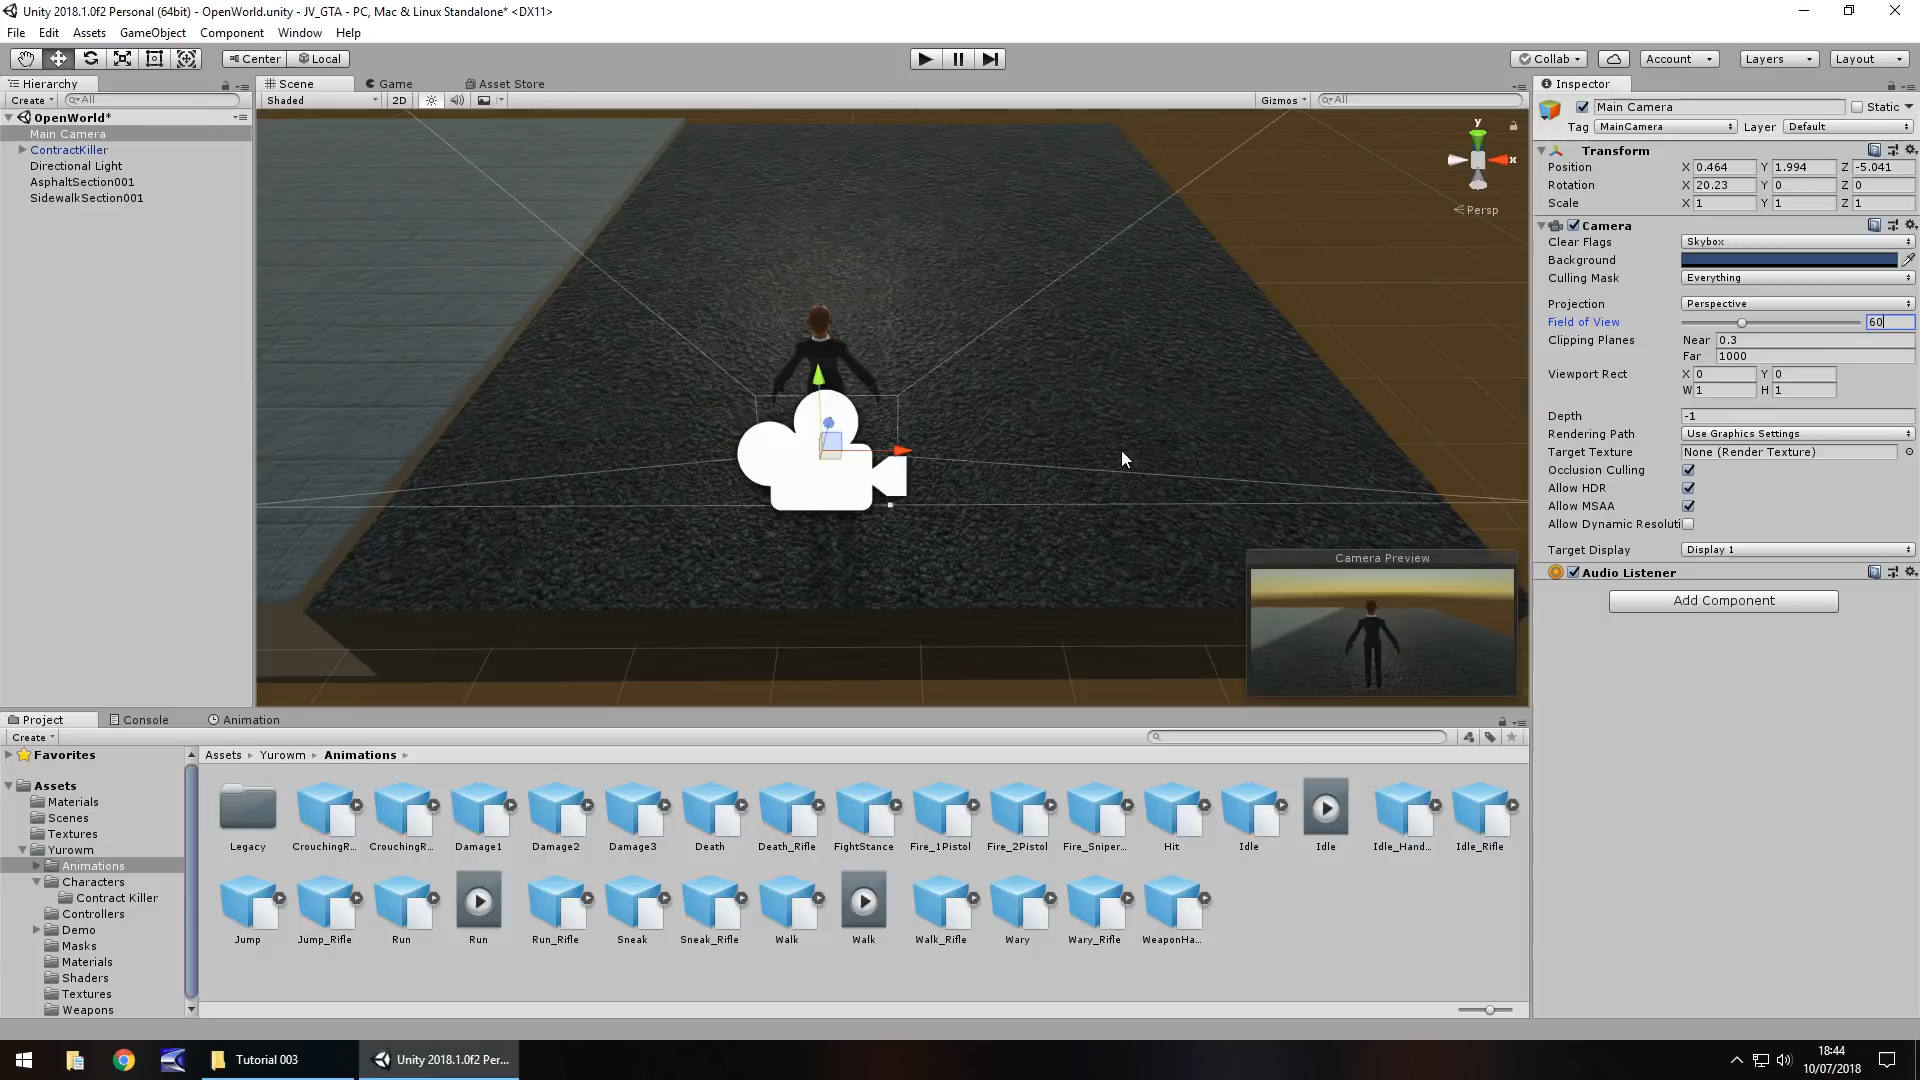 Unity 2018.1.0f2 Personal (64bit) - OpenWorld.unity - JV_GTA - PC, Mac & Linux Standalone* <DX11>
File Edit Assets GameObject Component Window Help
Center Local Collab Account Layers Layout
Hierarchy Scene Game Asset Store Inspector
Create All Shaded 2D Gizmos All
OpenWorld*
Main Camera
ContractKiller
Directional Light
AsphaltSection001
SidewalkSection001
y
x
Persp
Camera Preview
Main Camera Static
Tag MainCamera Layer Default
Transform
Position X 0.464 Y 1.994 Z -5.041
Rotation X 20.23 Y 0 Z 0
Scale X 1 Y 1 Z 1
Camera
Clear Flags Skybox
Background
Culling Mask Everything
Projection Perspective
Field of View 60
Clipping Planes Near 0.3
Far 1000
Viewport Rect X 0 Y 0
W 1 H 1
Depth -1
Rendering Path Use Graphics Settings
Target Texture None (Render Texture)
Occlusion Culling
Allow HDR
Allow MSAA
Allow Dynamic Resoluti
Target Display Display 1
Audio Listener
Add Component
Project Console Animation
Create
Favorites
Assets
Materials
Scenes
Textures
Yurowm
Animations
Characters
Contract Killer
Controllers
Demo
Masks
Materials
Shaders
Textures
Weapons
Assets Yurowm Animations
Legacy CrouchingR... CrouchingR... Damage1 Damage2 Damage3 Death Death_Rifle FightStance Fire_1Pistol Fire_2Pistol Fire_Sniper... Hit Idle Idle Idle_Hand... Idle_Rifle
Jump Jump_Rifle Run Run Run_Rifle Sneak Sneak_Rifle Walk Walk Walk_Rifle Wary Wary_Rifle WeaponHa...
Tutorial 003 Unity 2018.1.0f2 Per...
18:44
10/07/2018